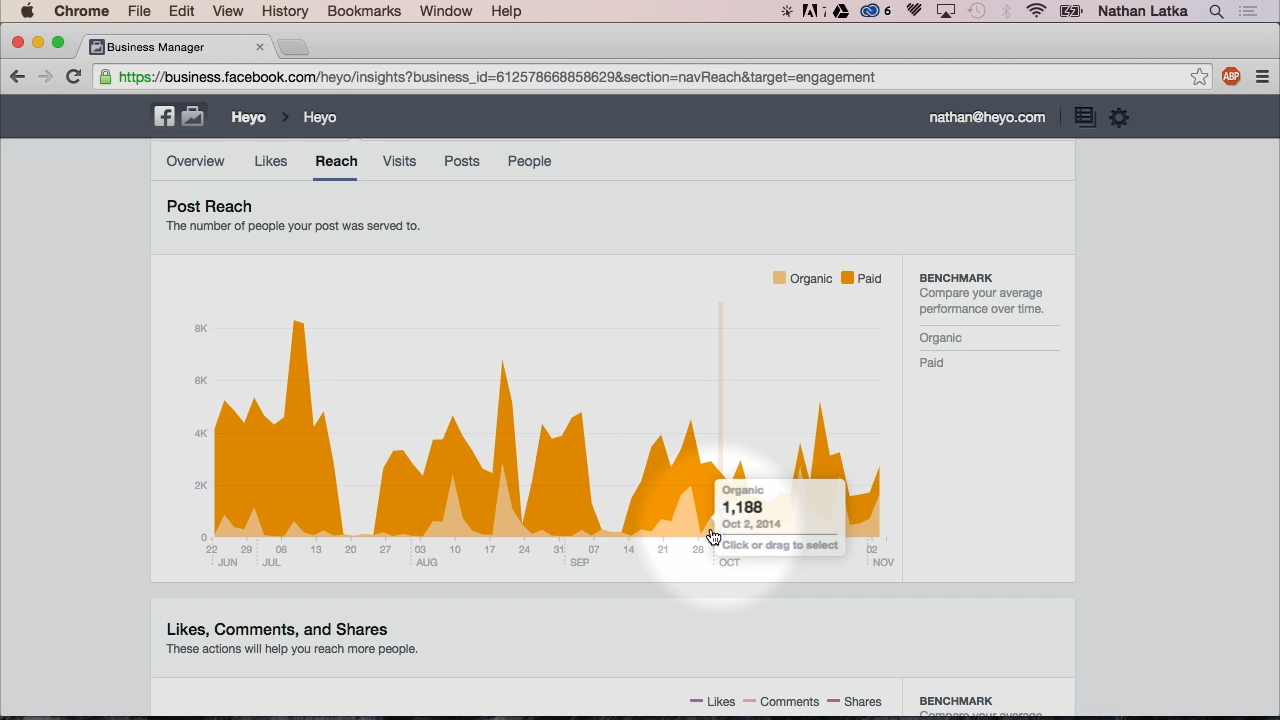 Chrome File Edit View History Bookmarks Window Help 7 6 Nathan Latka
Business Manager
https://business.facebook.com/heyo/insights?business_id=612578668858629&section=navReach&target=engagement ABP
Heyo > Heyo nathan@heyo.com
Overview Likes Reach Visits Posts People
Post Reach
The number of people your post was served to.
Organic Paid
8K
6K
4K
2K
0
22 29 06 13 20 27 03 10 17 24 31 07 14 21 28 02
JUN JUL AUG SEP OCT NOV
Organic
1,188
Oct 2, 2014
Click or drag to select
BENCHMARK
Compare your average
performance over time.
Organic
Paid
Likes, Comments, and Shares
These actions will help you reach more people.
Likes Comments Shares
BENCHMARK
Compare your average